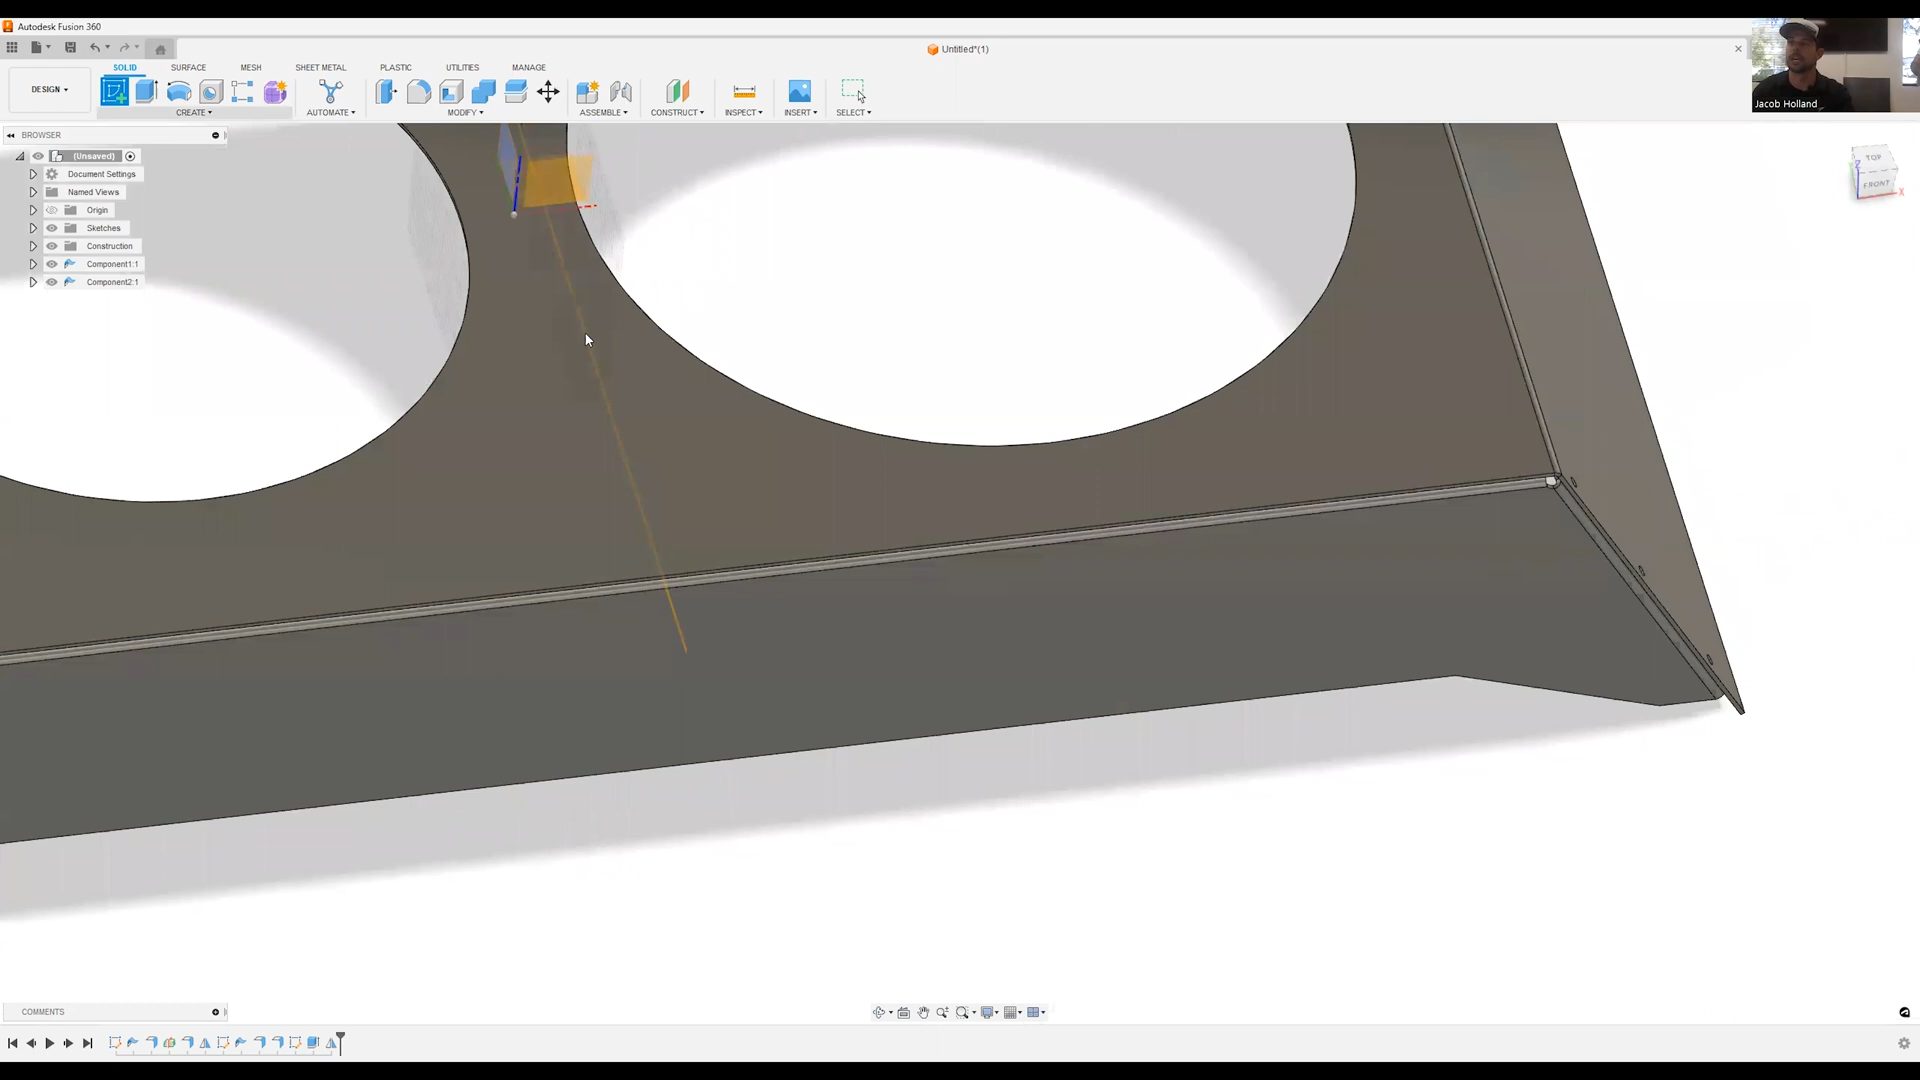 Autodesk Fusion 360
Untitled*(1)
DESIGN
SOLID
SURFACE
MESH
SHEET METAL
PLASTIC
UTILITIES
MANAGE
CREATE
AUTOMATE
MODIFY
ASSEMBLE
CONSTRUCT
INSPECT
INSERT
SELECT
Jacob Holland
BROWSER
(Unsaved)
Document Settings
Named Views
Origin
Sketches
Construction
Component1:1
Component2:1
TOP
Z
FRONT
X
COMMENTS